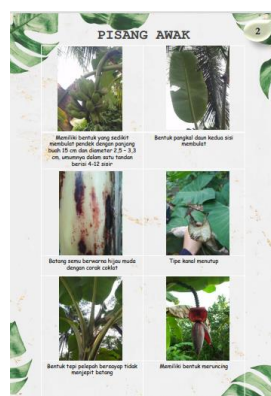 PISANG AWAK
2
Memiliki bentuk yang sedikit
membulat pendek dengan panjang
buah 15 cm dan diameter 2,5 - 3,3
cm, umumnya dalam satu tandan
berisi 4-12 sisir
Bentuk pangkal daun kedua sisi
membulat
Batang semu berwarna hijau muda
dengan corak coklat
Tipe kanal menutup
Bentuk tepi pelepah bersayap tidak
menjepit batang
Memiliki bentuk meruncing